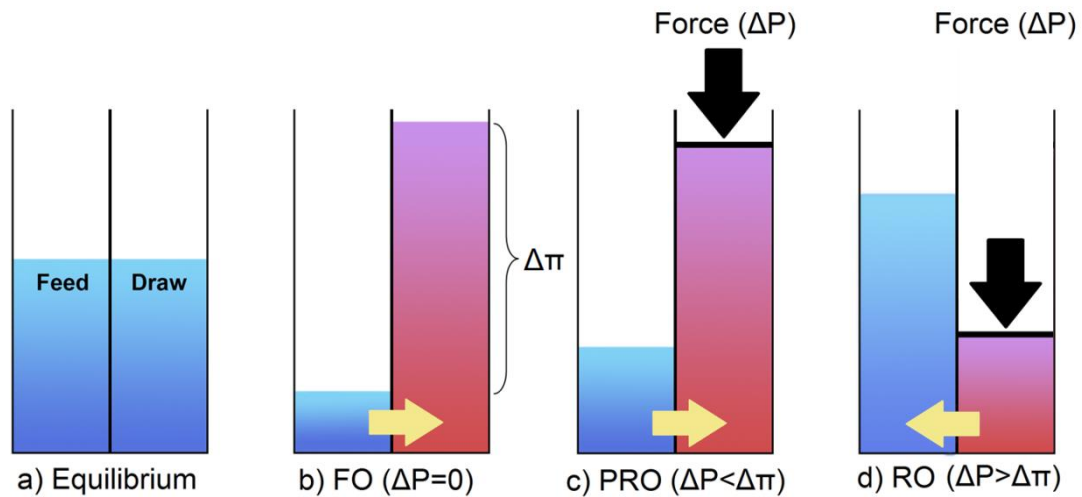 Force (ΔP)
Force (ΔP)
Feed
Draw
Δπ
a) Equilibrium
b) FO (ΔP=0)
c) PRO (ΔP<Δπ)
d) RO (ΔP>Δπ)